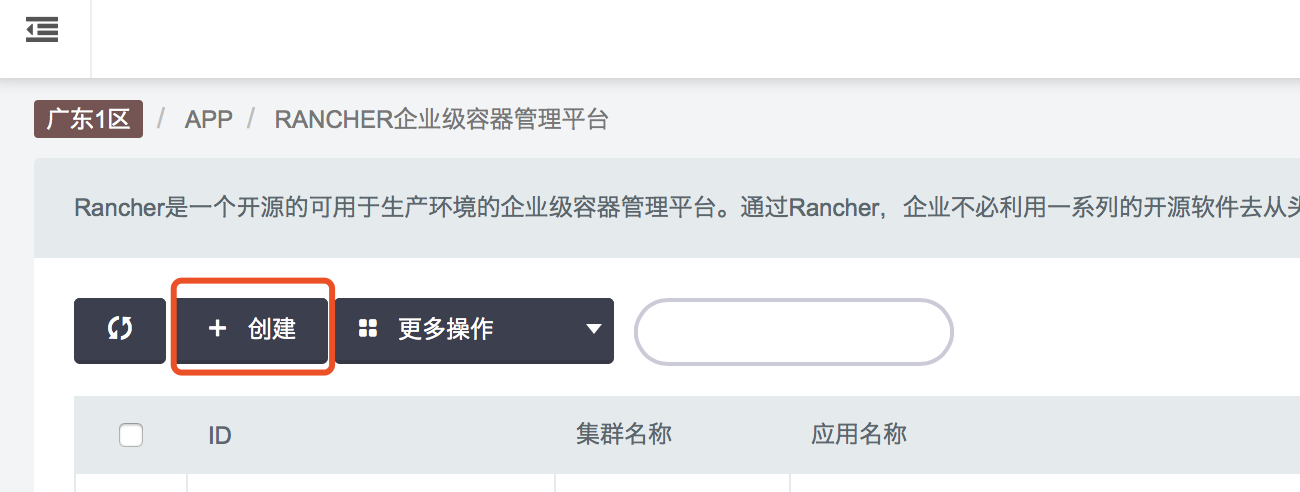 广东1区 / APP / RANCHER企业级容器管理平台
Rancher是一个开源的可用于生产环境的企业级容器管理平台。通过Rancher，企业不必利用一系列的开源软件去从头
+ 创建 更多操作
ID 集群名称 应用名称